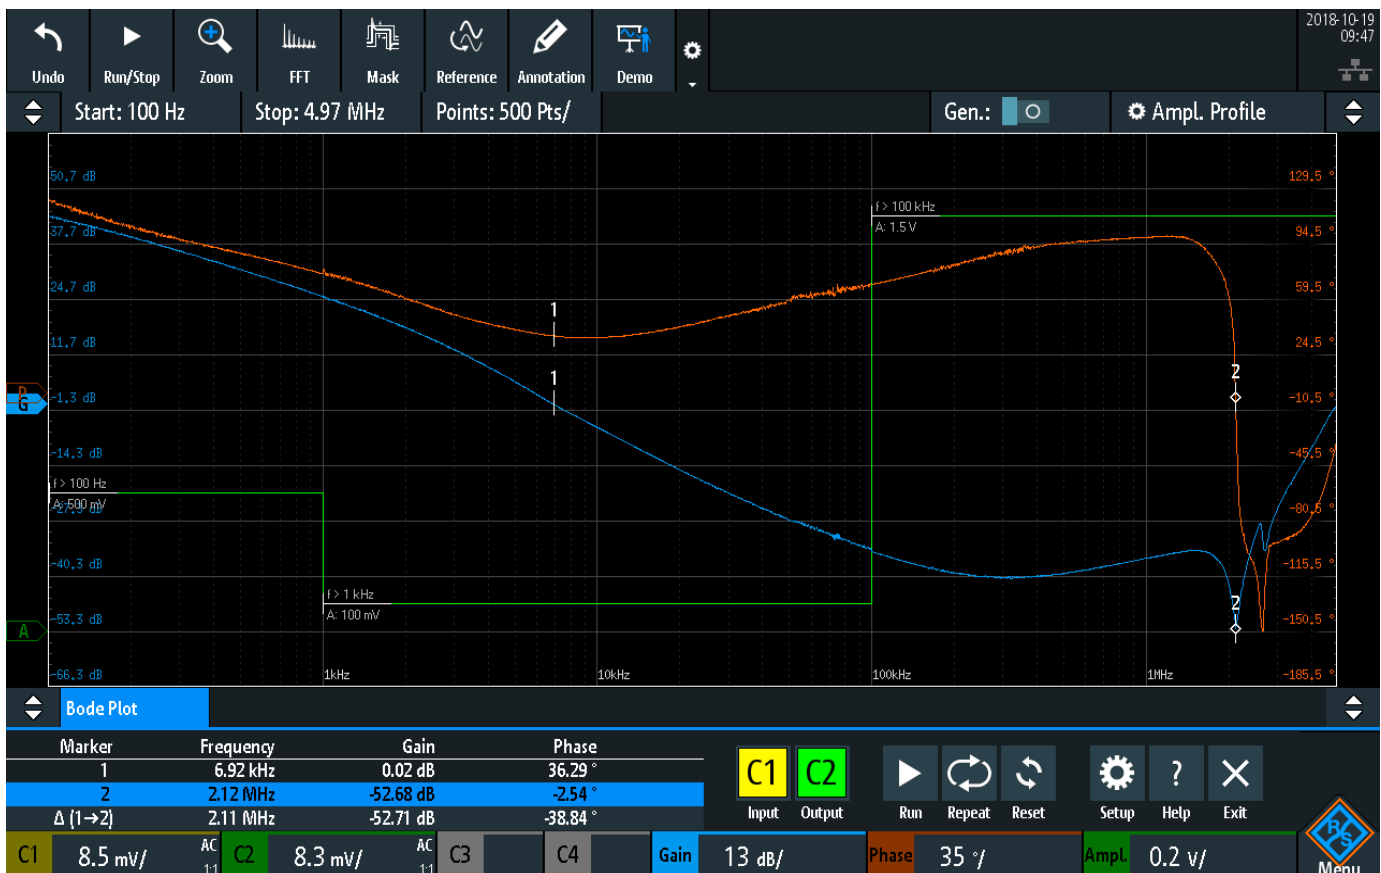 2018-10-19
09:47
Undo
Run/Stop
Zoom
FFT
Mask
Reference
Annotation
Demo
Start: 100 Hz
Stop: 4.97 MHz
Points: 500 Pts/
Gen.:
Ampl. Profile
50.7 dB
129.5 °
f > 100 kHz
A: 1.5 V
37.7 dB
94.5 °
24.7 dB
59.5 °
1
11.7 dB
24.5 °
1
2
P
G
-1.3 dB
-10.5 °
-14.3 dB
-45.5 °
f > 100 Hz
A: 500 mV
-27.3 dB
-80.5 °
-40.3 dB
-115.5 °
f > 1 kHz
A: 100 mV
2
A
-53.3 dB
-150.5 °
-66.3 dB
1kHz
10kHz
100kHz
1MHz
-185.5 °
Bode Plot
Marker Frequency Gain Phase
1 6.92 kHz 0.02 dB 36.29 °
2 2.12 MHz -52.68 dB -2.54 °
Δ (1→2) 2.11 MHz -52.71 dB -38.84 °
C1
Input
C2
Output
Run
Repeat
Reset
Setup
?
Help
Exit
C1 8.5 mV/ AC 1:1
C2 8.3 mV/ AC 1:1
C3
C4
Gain 13 dB/
Phase 35 °/
Ampl. 0.2 V/
R&S
Menu